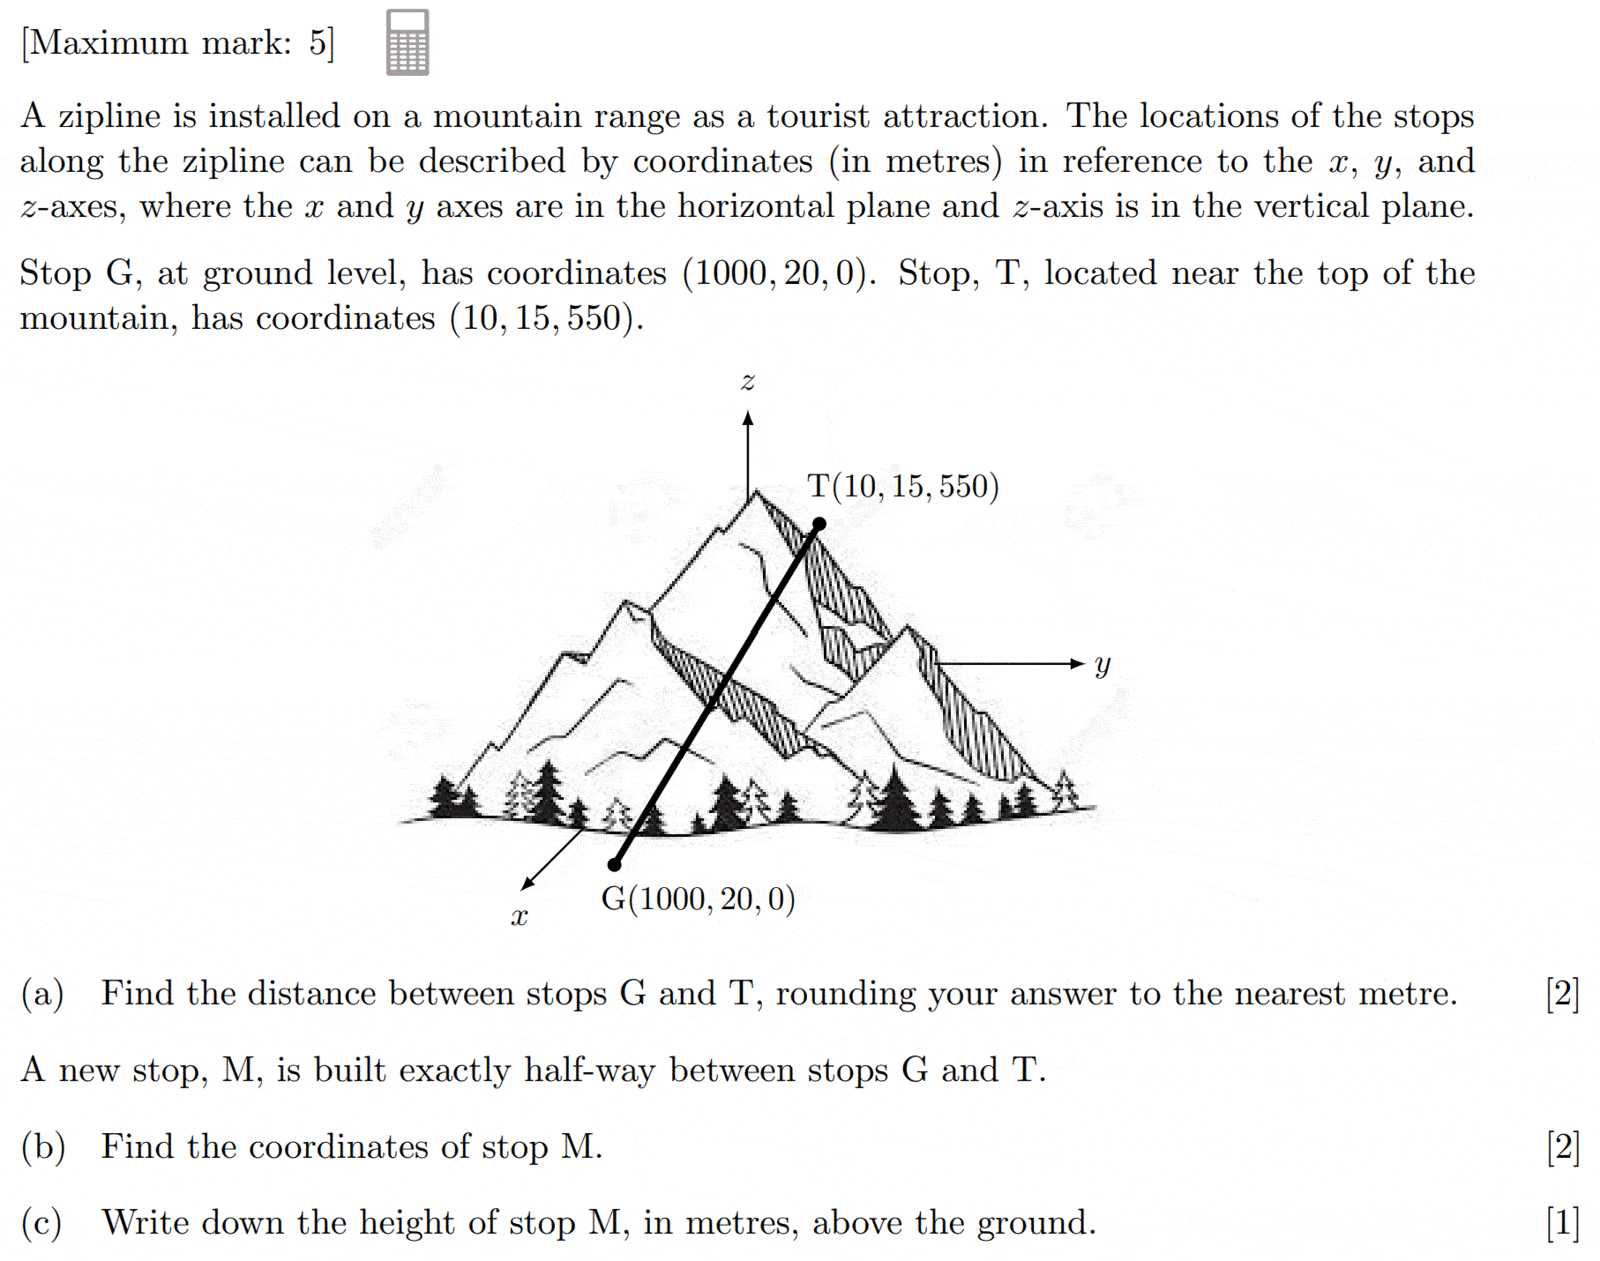 [Maximum mark: 5]
A zipline is installed on a mountain range as a tourist attraction. The locations of the stops
along the zipline can be described by coordinates (in metres) in reference to the x, y, and
z-axes, where the x and y axes are in the horizontal plane and z-axis is in the vertical plane.
Stop G, at ground level, has coordinates (1000, 20, 0). Stop, T, located near the top of the
mountain, has coordinates (10, 15, 550).
z
T(10, 15, 550)
y
G(1000, 20, 0)
x
(a) Find the distance between stops G and T, rounding your answer to the nearest metre. [2]
A new stop, M, is built exactly half-way between stops G and T.
(b) Find the coordinates of stop M. [2]
(c) Write down the height of stop M, in metres, above the ground. [1]